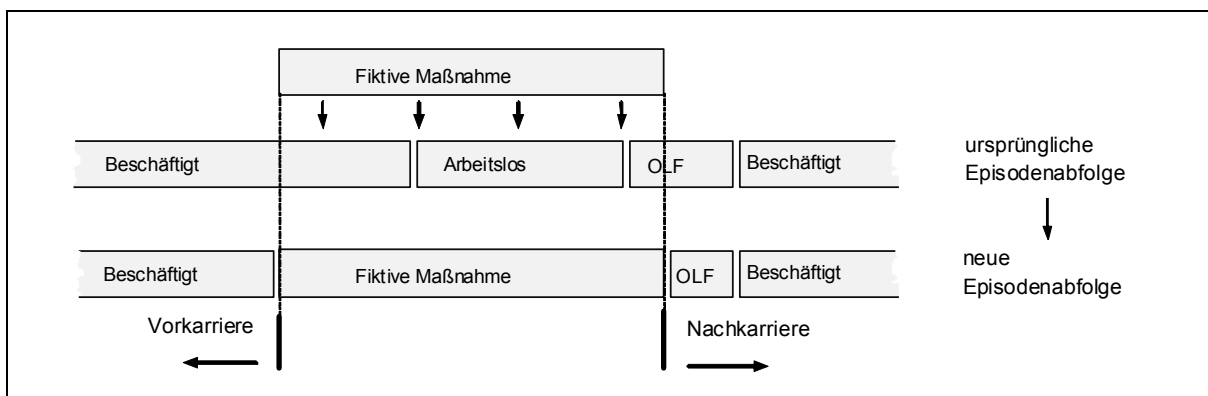 Fiktive Maßnahme
Beschäftigt
Arbeitslos
OLF
Beschäftigt
ursprüngliche
Episodenabfolge
Beschäftigt
Fiktive Maßnahme
OLF
Beschäftigt
neue
Episodenabfolge
Vorkarriere
Nachkarriere